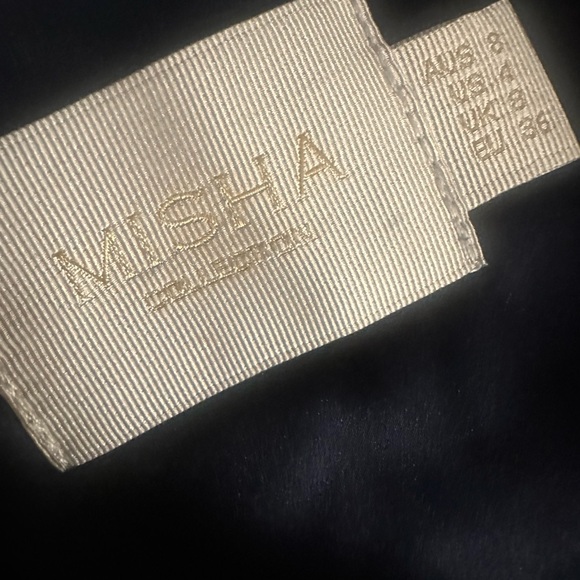 MISHA
COLLECTION
AUS 8
US 4
UK 8
EU 36